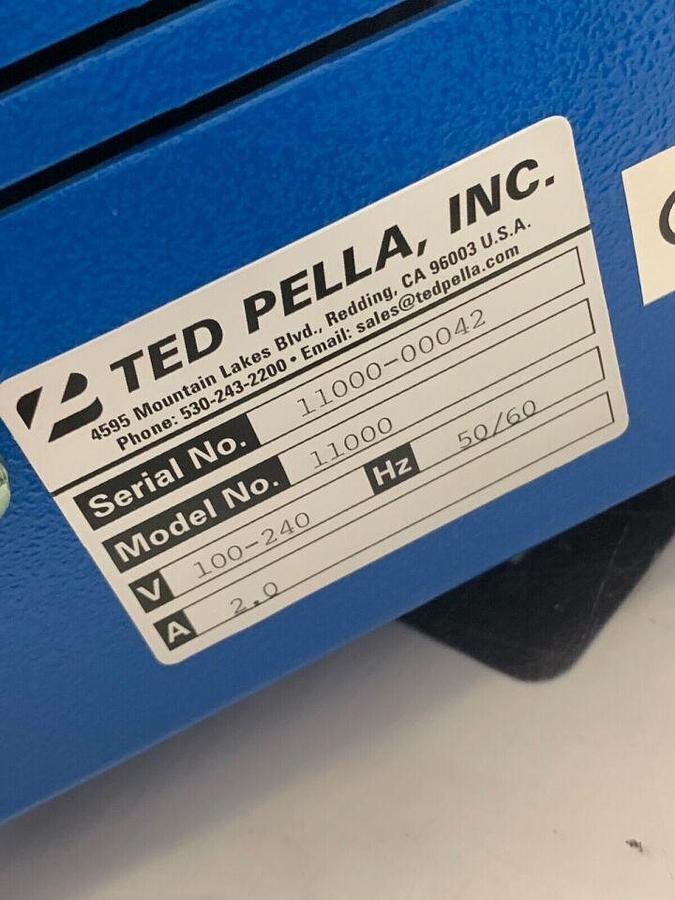 TED PELLA, INC.
4595 Mountain Lakes Blvd., Redding, CA 96003 U.S.A.
Phone: 530-243-2200 • Email: sales@tedpella.com
Serial No. 11000-00042
Model No. 11000
V 100-240 Hz 50/60
A 2.0